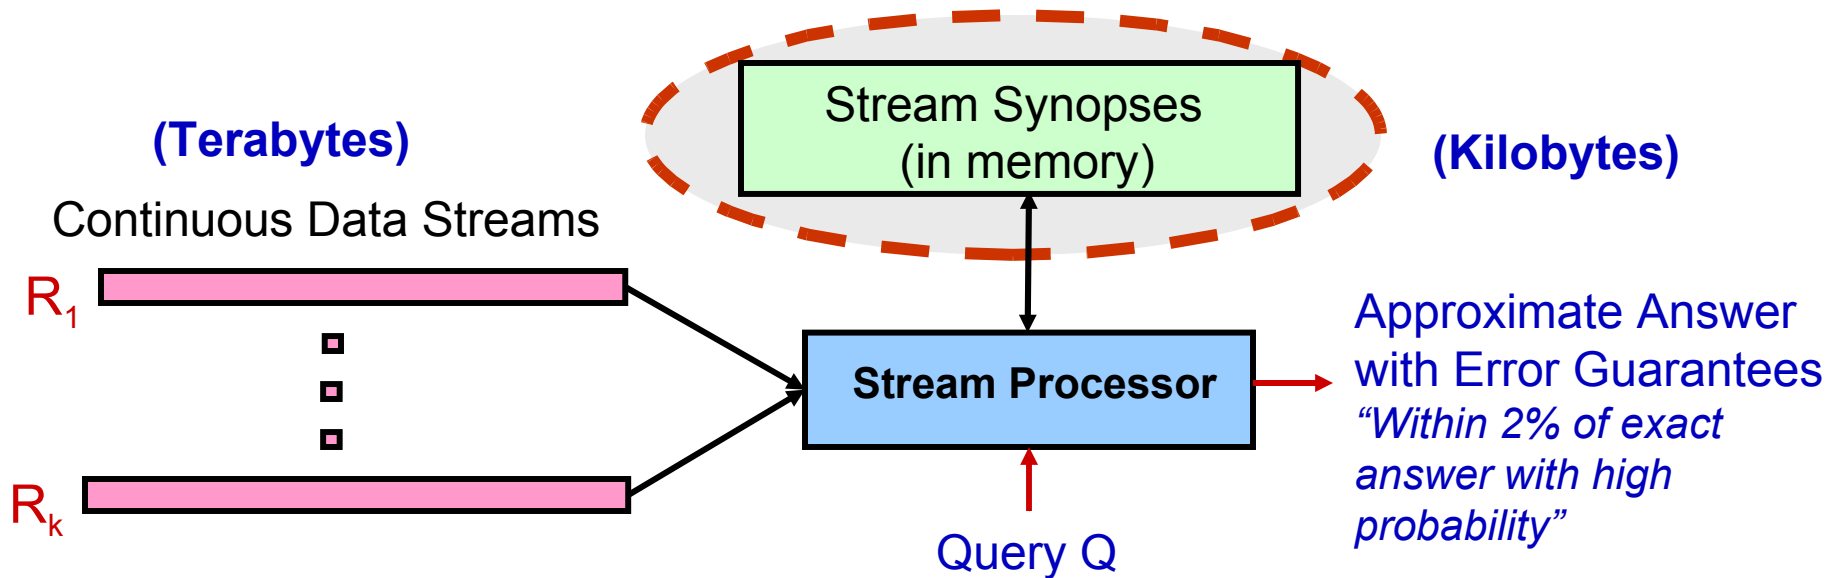 Stream Synopses
(in memory)
(Terabytes)
(Kilobytes)
Continuous Data Streams
R1
Rk
Stream Processor
Query Q
Approximate Answer
with Error Guarantees
“Within 2% of exact
answer with high
probability”